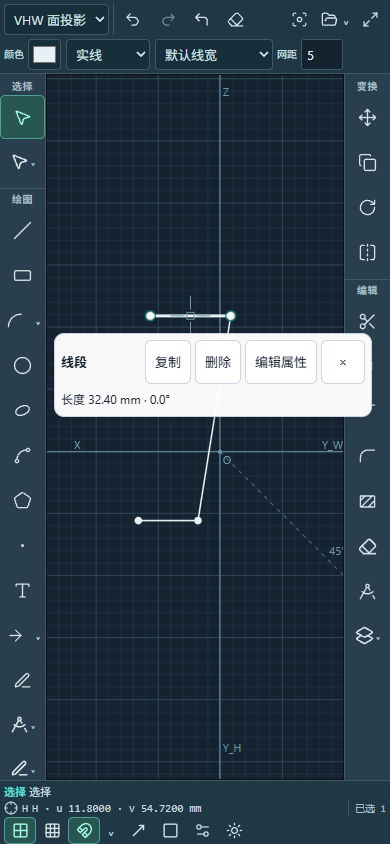 VHW 面投影
颜色 实线 默认线宽 网距 5
选择
变换
绘图
编辑
Z
线段 复制 删除 编辑属性 ×
长度 32.40 mm · 0.0°
X
Y_W
O
45°
Y_H
选择 选择
H H · u 11.8000 · v 54.7200 mm
已选 1